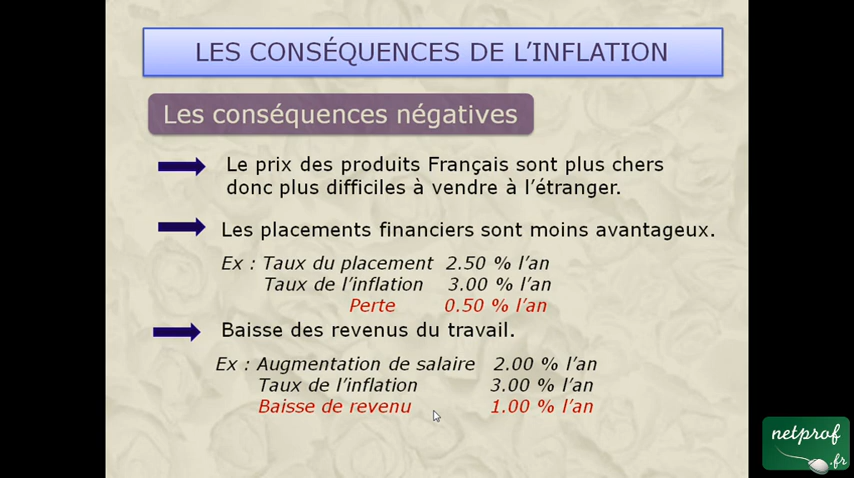 LES CONSÉQUENCES DE L’INFLATION
Les conséquences négatives
Le prix des produits Français sont plus chers
donc plus difficiles à vendre à l’étranger.
Les placements financiers sont moins avantageux.
Ex : Taux du placement 2.50 % l’an
Taux de l’inflation 3.00 % l’an
Perte 0.50 % l’an
Baisse des revenus du travail.
Ex : Augmentation de salaire 2.00 % l’an
Taux de l’inflation 3.00 % l’an
Baisse de revenu 1.00 % l’an
netprof
.fr